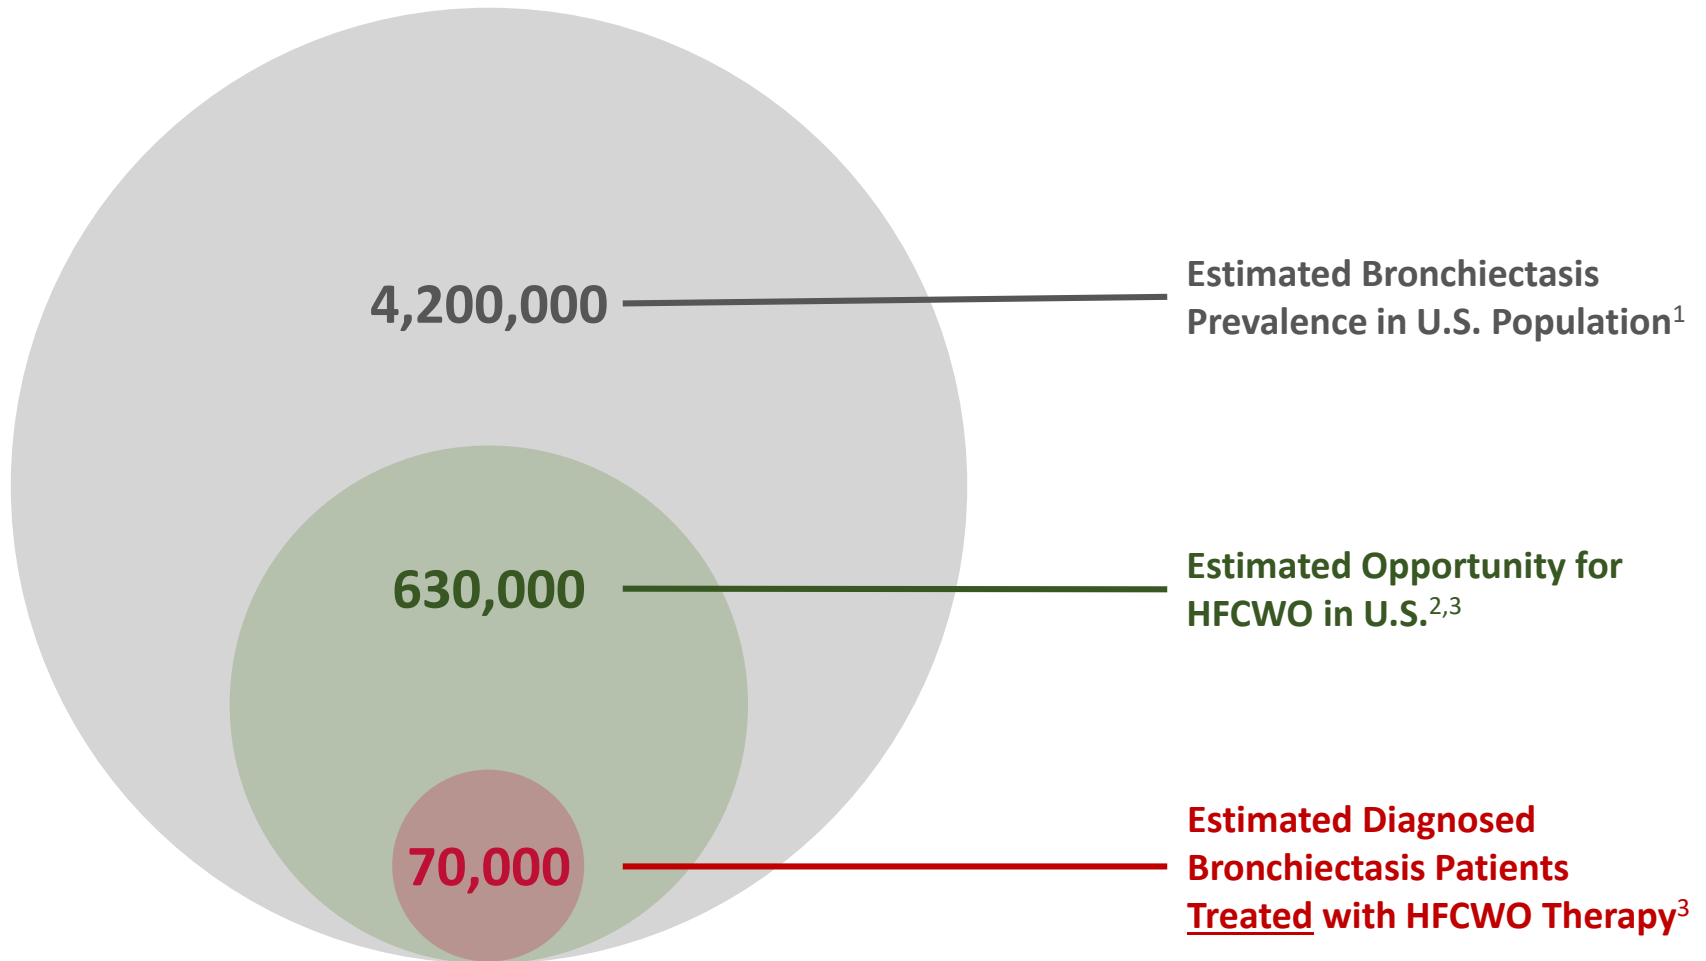 4,200,000
Estimated Bronchiectasis
Prevalence in U.S. Population1
630,000
Estimated Opportunity for
HFCWO in U.S.2,3
70,000
Estimated Diagnosed
Bronchiectasis Patients
Treated with HFCWO Therapy3